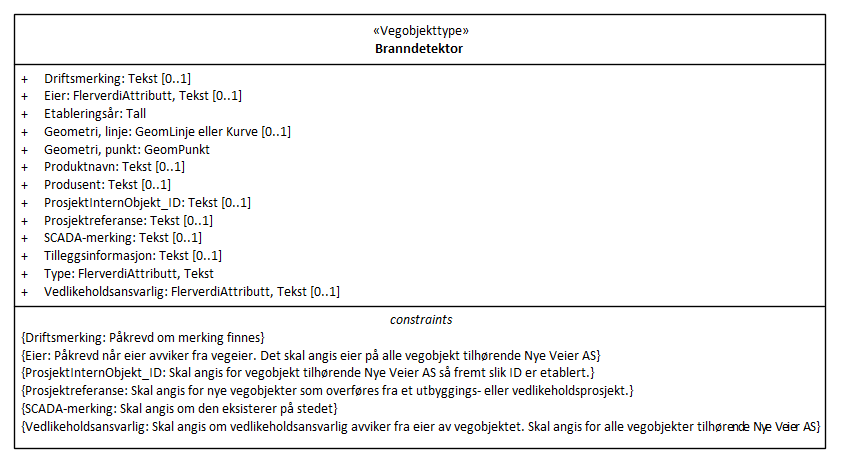 «Vegobjekttype»
Branndetektor
+ Driftsmerking: Tekst [0..1]
+ Eier: FlerverdiAttributt, Tekst [0..1]
+ Etableringsår: Tall
+ Geometri, linje: GeomLinje eller Kurve [0..1]
+ Geometri, punkt: GeomPunkt
+ Produktnavn: Tekst [0..1]
+ Produsent: Tekst [0..1]
+ ProsjektInternObjekt_ID: Tekst [0..1]
+ Prosjektreferanse: Tekst [0..1]
+ SCADA-merking: Tekst [0..1]
+ Tilleggsinformasjon: Tekst [0..1]
+ Type: FlerverdiAttributt, Tekst
+ Vedlikeholdsansvarlig: FlerverdiAttributt, Tekst [0..1]
constraints
{Driftsmerking: Påkrevd om merking finnes}
{Eier: Påkrevd når eier avviker fra vegeier. Det skal angis eier på alle vegobjekt tilhørende Nye Veier AS}
{ProsjektInternObjekt_ID: Skal angis for vegobjekt tilhørende Nye Veier AS så fremt slik ID er etablert.}
{Prosjektreferanse: Skal angis for nye vegobjekter som overføres fra et utbyggings- eller vedlikeholdsprosjekt.}
{SCADA-merking: Skal angis om den eksisterer på stedet}
{Vedlikeholdsansvarlig: Skal angis om vedlikeholdsansvarlig avviker fra eier av vegobjektet. Skal angis for alle vegobjekter tilhørende Nye Veier AS}